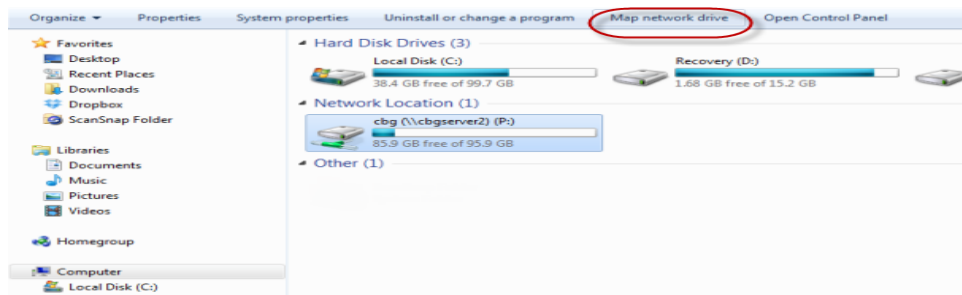 Organize Properties System properties Uninstall or change a program Map network drive Open Control Panel
Favorites
Desktop
Recent Places
Downloads
Dropbox
ScanSnap Folder
Libraries
Documents
Music
Pictures
Videos
Homegroup
Computer
Local Disk (C:)
Hard Disk Drives (3)
Local Disk (C:)
38.4 GB free of 99.7 GB
Recovery (D:)
1.68 GB free of 15.2 GB
Network Location (1)
cbg (\\cbgserver2) (P:)
85.9 GB free of 95.9 GB
Other (1)